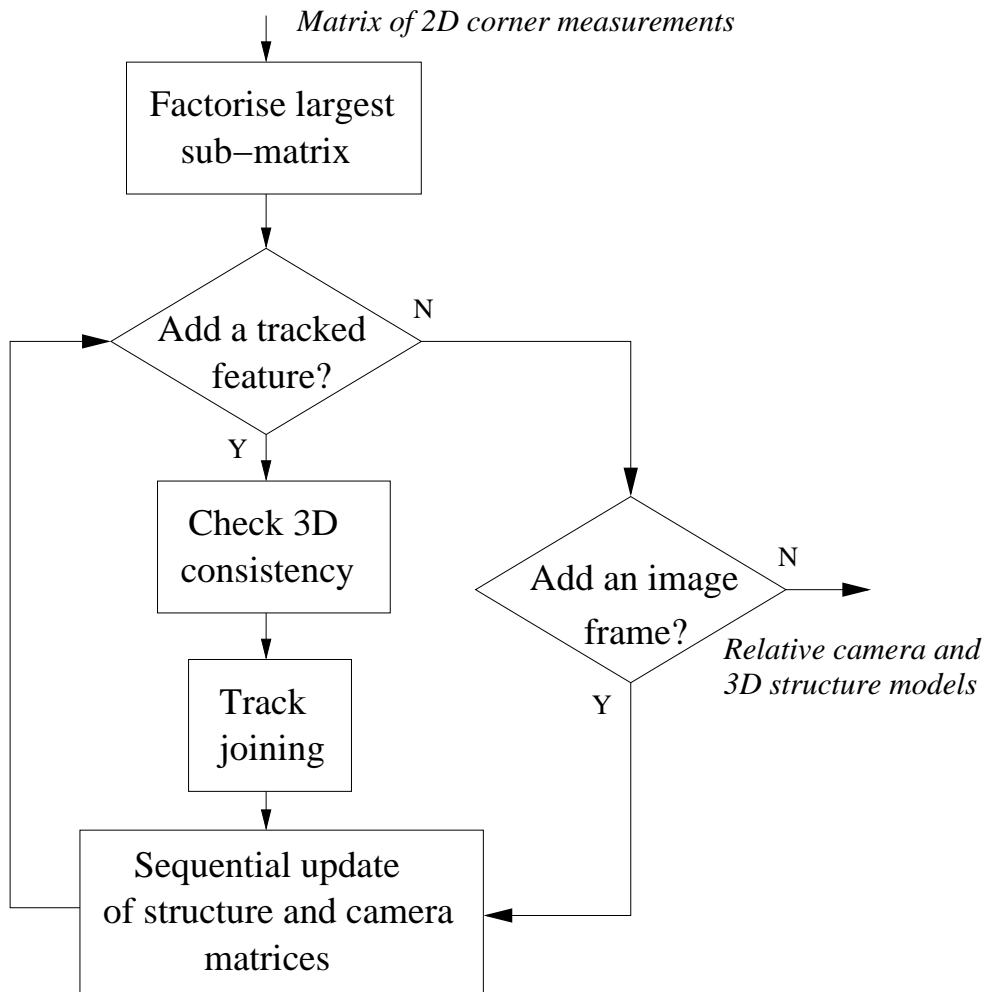 Matrix of 2D corner measurements
Factorise largest
sub−matrix
Add a tracked
feature?
N
Y
Check 3D
consistency
Track
joining
Sequential update
of structure and camera
matrices
Add an image
frame?
N
Y
Relative camera and
3D structure models